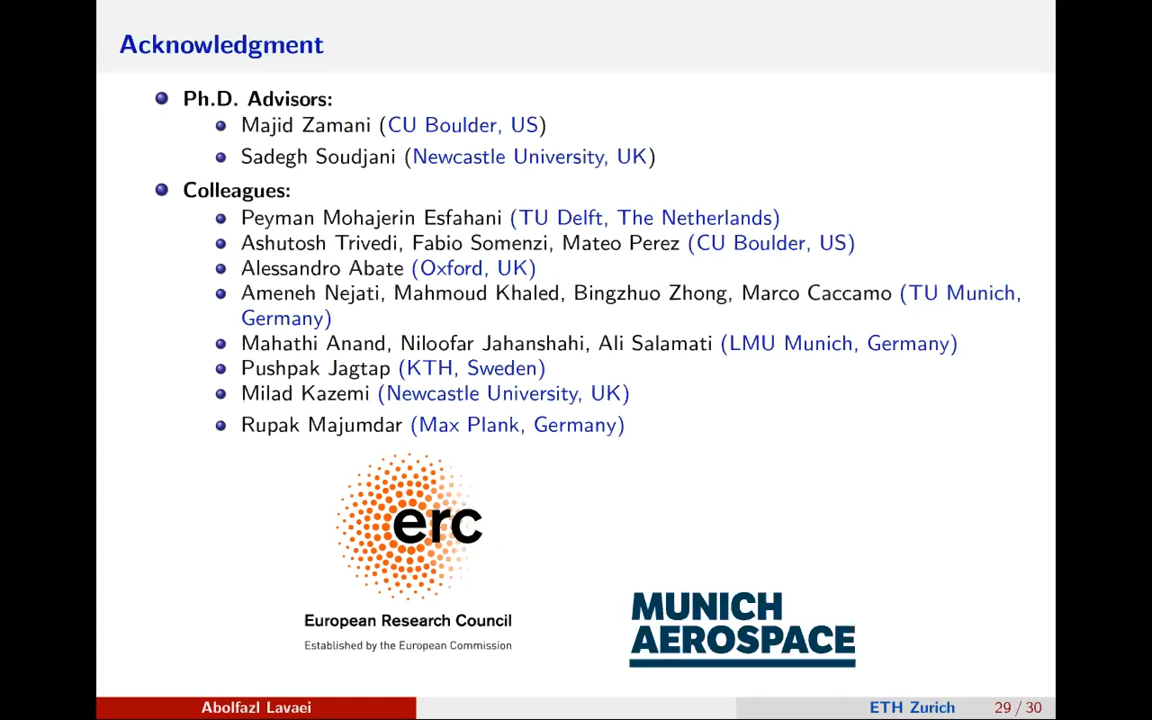 Acknowledgment
Ph.D. Advisors:
Majid Zamani (CU Boulder, US)
Sadegh Soudjani (Newcastle University, UK)
Colleagues:
Peyman Mohajerin Esfahani (TU Delft, The Netherlands)
Ashutosh Trivedi, Fabio Somenzi, Mateo Perez (CU Boulder, US)
Alessandro Abate (Oxford, UK)
Ameneh Nejati, Mahmoud Khaled, Bingzhuo Zhong, Marco Caccamo (TU Munich,
Germany)
Mahathi Anand, Niloofar Jahanshahi, Ali Salamati (LMU Munich, Germany)
Pushpak Jagtap (KTH, Sweden)
Milad Kazemi (Newcastle University, UK)
Rupak Majumdar (Max Plank, Germany)
erc
European Research Council
Established by the European Commission
MUNICH
AEROSPACE
Abolfazl Lavaei
ETH Zurich
29 / 30